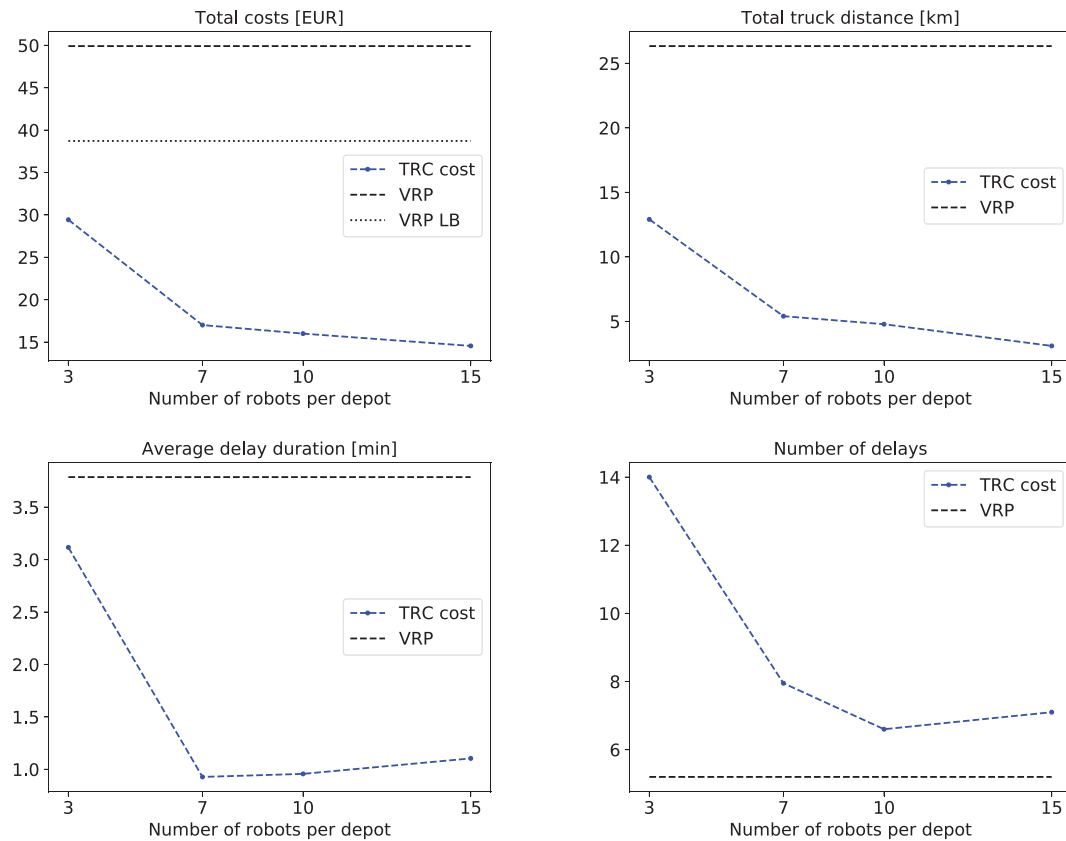 Total costs [EUR]
50
45
40
35
30
25
20
15
TRC cost
VRP
VRP LB
3 7 10 15
Number of robots per depot
Total truck distance [km]
25
20
15
10
5
TRC cost
VRP
3 7 10 15
Number of robots per depot
Average delay duration [min]
3.5
3.0
2.5
2.0
1.5
1.0
TRC cost
VRP
3 7 10 15
Number of robots per depot
Number of delays
14
12
10
8
6
TRC cost
VRP
3 7 10 15
Number of robots per depot